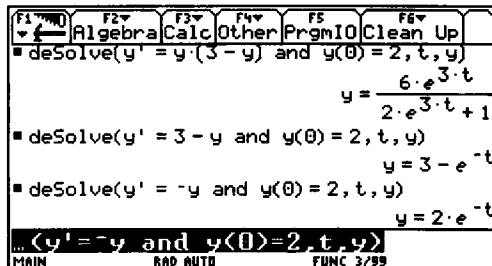 F1 F2 F3 F4 F5 F6
Algebra Calc Other PrgmIO Clean Up
▪ deSolve(y' = y·(3 - y) and y(0) = 2, t, y)
y = 6·e^3·t / 2·e^3·t + 1
▪ deSolve(y' = 3 - y and y(0) = 2, t, y)
y = 3 - e^-t
▪ deSolve(y' = -y and y(0) = 2, t, y)
y = 2·e^-t
…(y'=-y and y(0)=2,t,y)
MAIN RAD AUTO FUNC 3/99